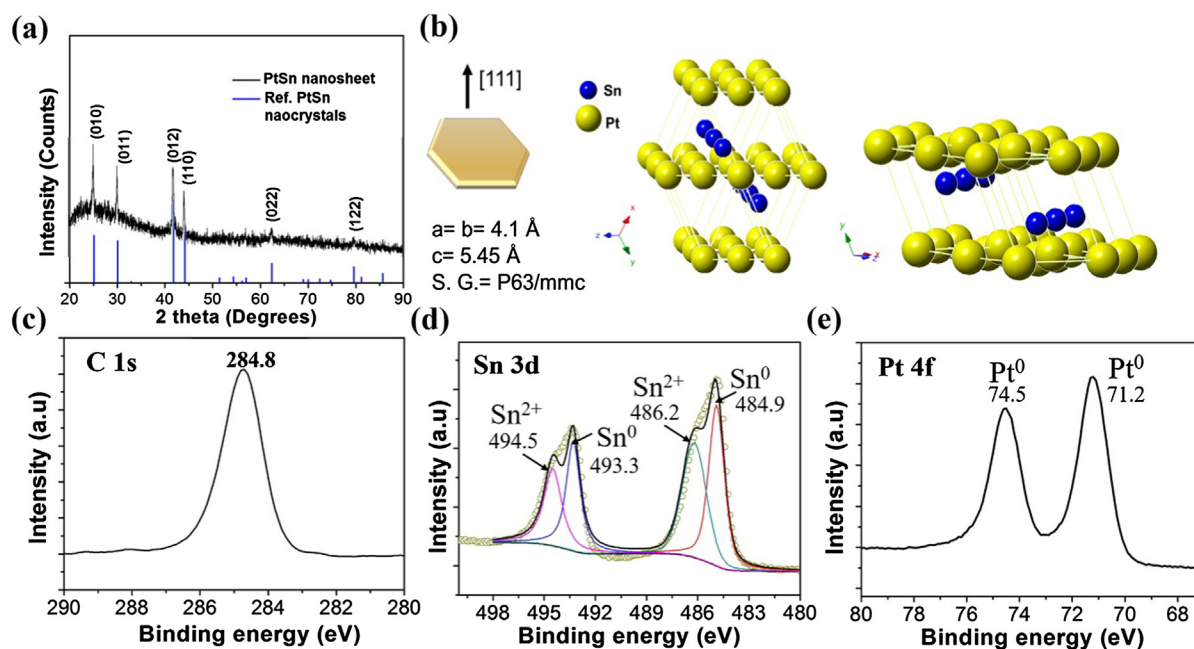 (a)
Intensity (Counts)
(010)
(011)
(012)
(110)
(022)
(122)
PtSn nanosheet
Ref. PtSn
naocrystals
20 30 40 50 60 70 80 90
2 theta (Degrees)
(b)
[111]
Sn
Pt
a= b= 4.1 Å
c= 5.45 Å
S. G.= P63/mmc
x
z
y
y
z
x
(c)
C 1s
284.8
Intensity (a.u)
290 288 286 284 282 280
Binding energy (eV)
(d)
Sn 3d
Sn2+
494.5
Sn0
493.3
Sn2+
486.2
Sn0
484.9
Intensity (a.u)
498 495 492 489 486 483 480
Binding energy (eV)
(e)
Pt 4f
Pt0
74.5
Pt0
71.2
Intensity (a.u)
80 78 76 74 72 70 68
Binding energy (eV)